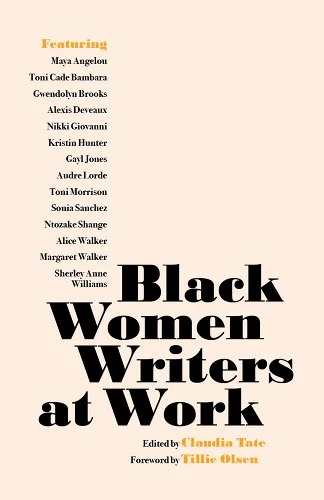 Featuring
Maya Angelou
Toni Cade Bambara
Gwendolyn Brooks
Alexis Deveaux
Nikki Giovanni
Kristin Hunter
Gayl Jones
Audre Lorde
Toni Morrison
Sonia Sanchez
Ntozake Shange
Alice Walker
Margaret Walker
Sherley Anne
Williams
Black
Women
Writers
at Work
Edited by Claudia Tate
Foreword by Tillie Olsen